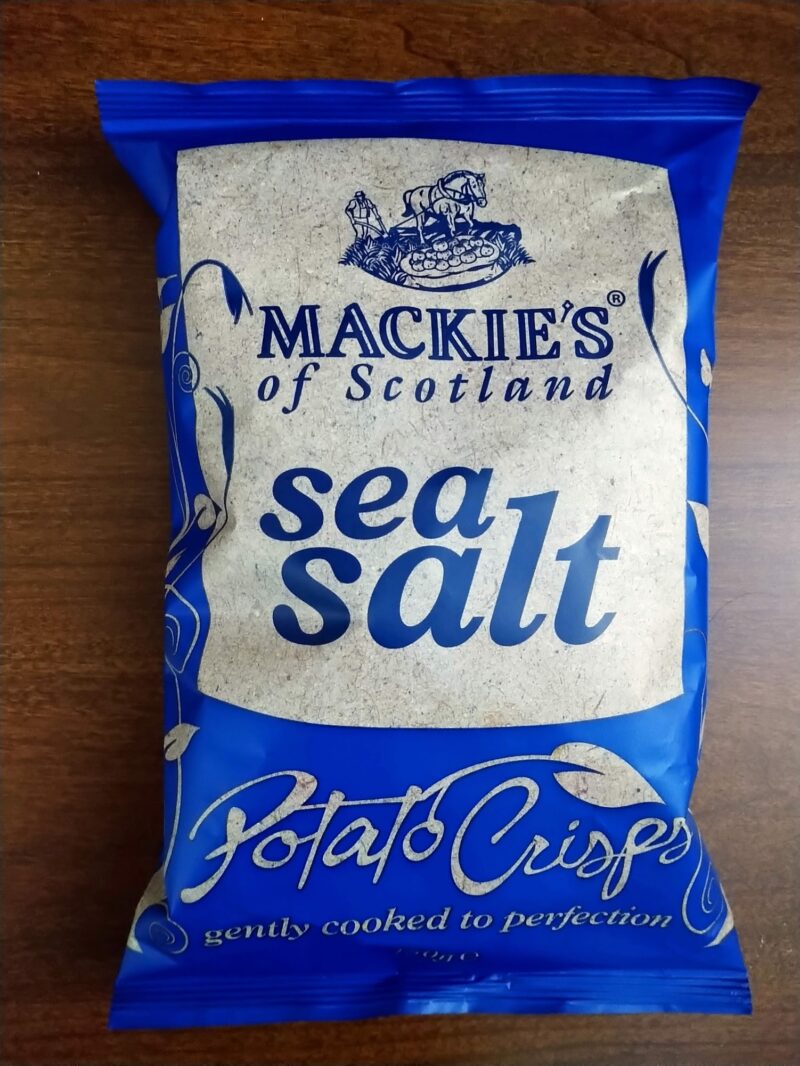 MACKIE'S®
of Scotland
sea
salt
Potato Crisps
gently cooked to perfection